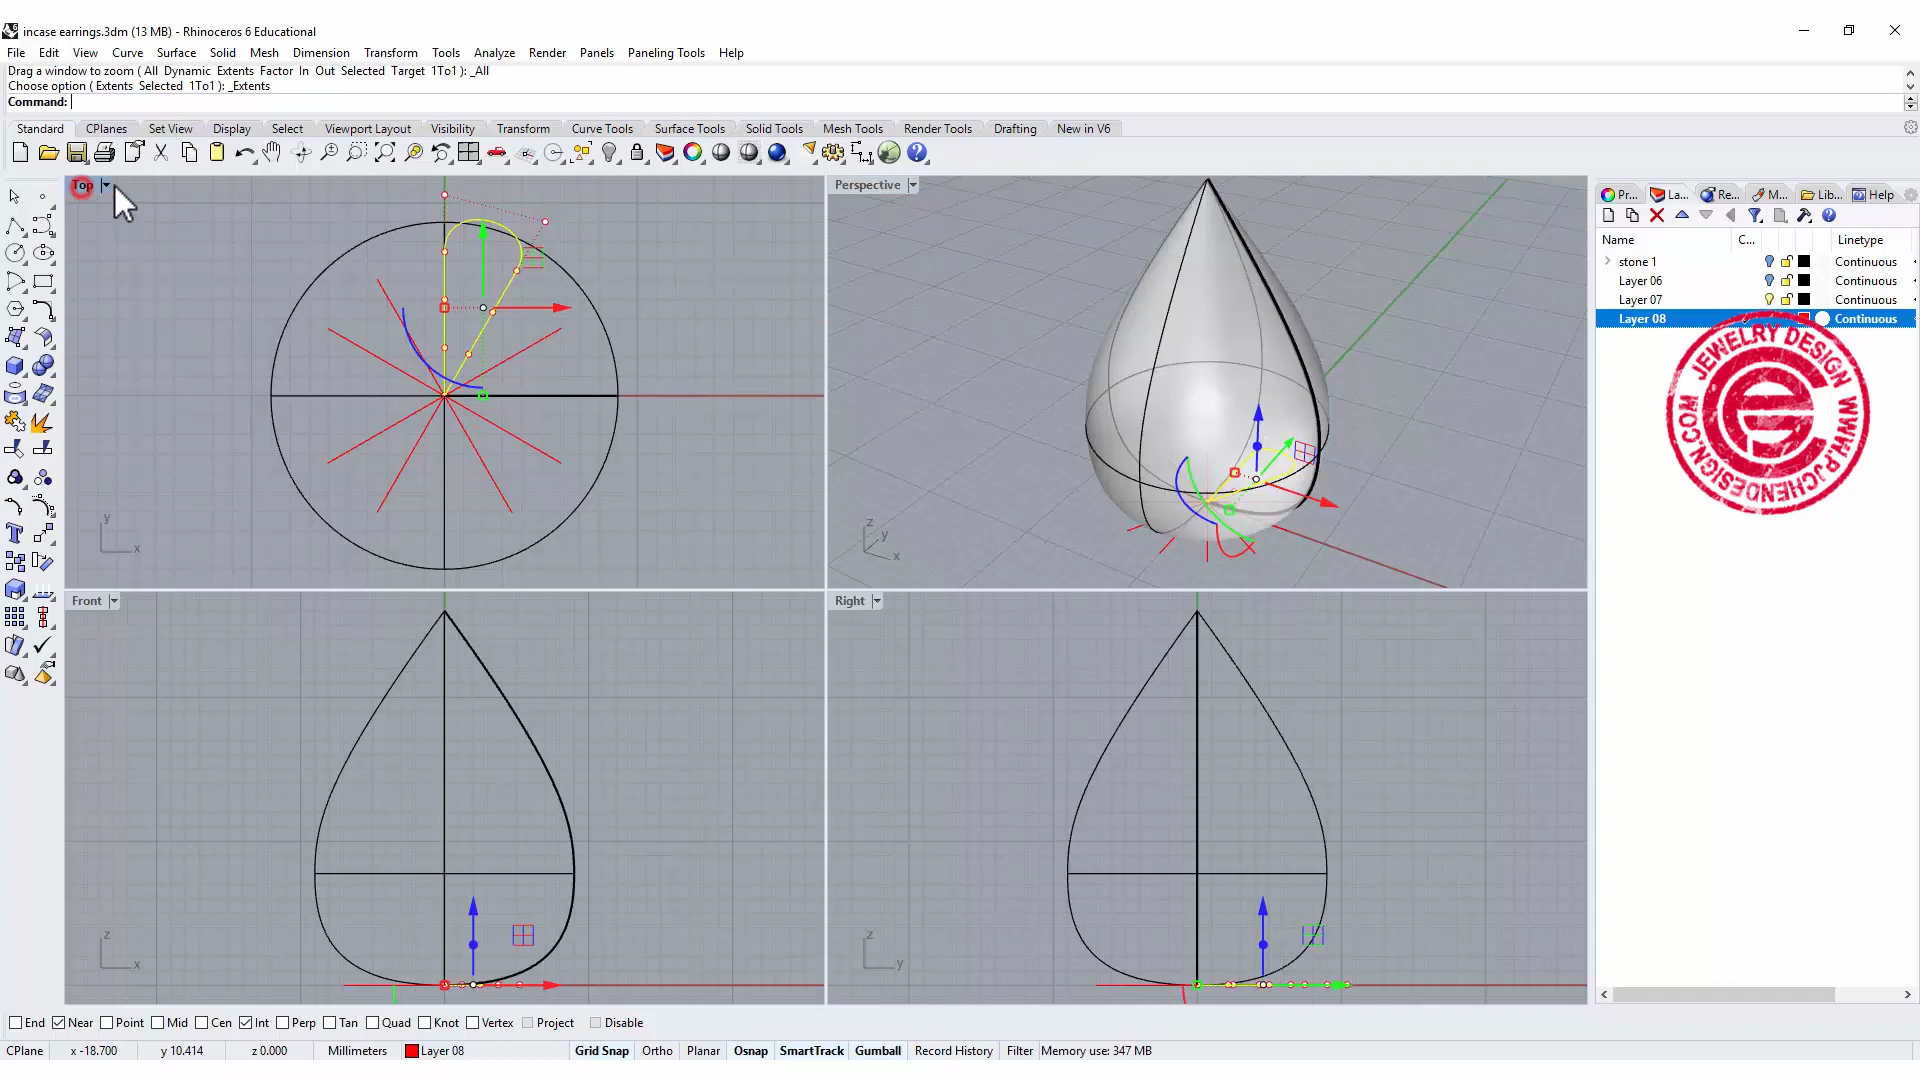 incase earrings.3dm (13 MB) - Rhinoceros 6 Educational
File Edit View Curve Surface Solid Mesh Dimension Transform Tools Analyze Render Panels Paneling Tools Help
Drag a window to zoom ( All Dynamic Extents Factor In Out Selected Target 1To1 ): _All
Choose option ( Extents Selected 1To1 ): _Extents
Command:
Standard CPlanes Set View Display Select Viewport Layout Visibility Transform Curve Tools Surface Tools Solid Tools Mesh Tools Render Tools Drafting New in V6
Top
Perspective
Pr... La... Re... M... Lib... Help
Name C... Linetype
stone 1 Continuous
Layer 06 Continuous
Layer 07 Continuous
Layer 08 Continuous
JEWELRY DESIGN
WWW.PJCHENDESIGN.COM
y x
z y x
Front
Right
z x
z y
End Near Point Mid Cen Int Perp Tan Quad Knot Vertex Project Disable
CPlane x -18.700 y 10.414 z 0.000 Millimeters Layer 08 Grid Snap Ortho Planar Osnap SmartTrack Gumball Record History Filter Memory use: 347 MB